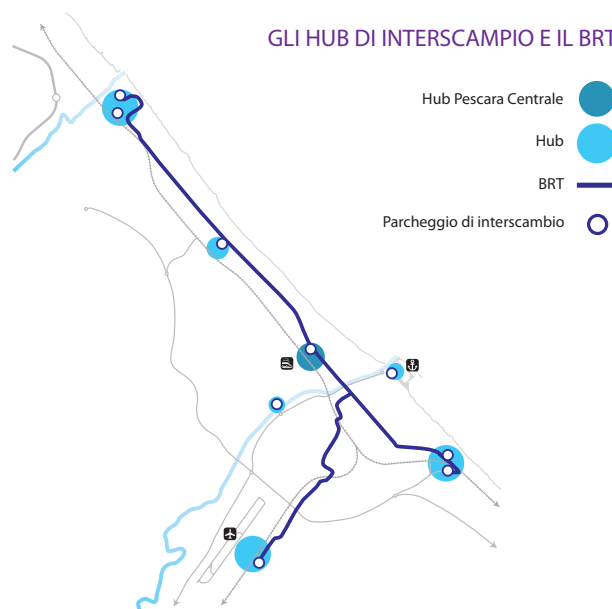 GLI HUB DI INTERSCAMPIO E IL BRT
Hub Pescara Centrale
Hub
BRT
Parcheggio di interscambio